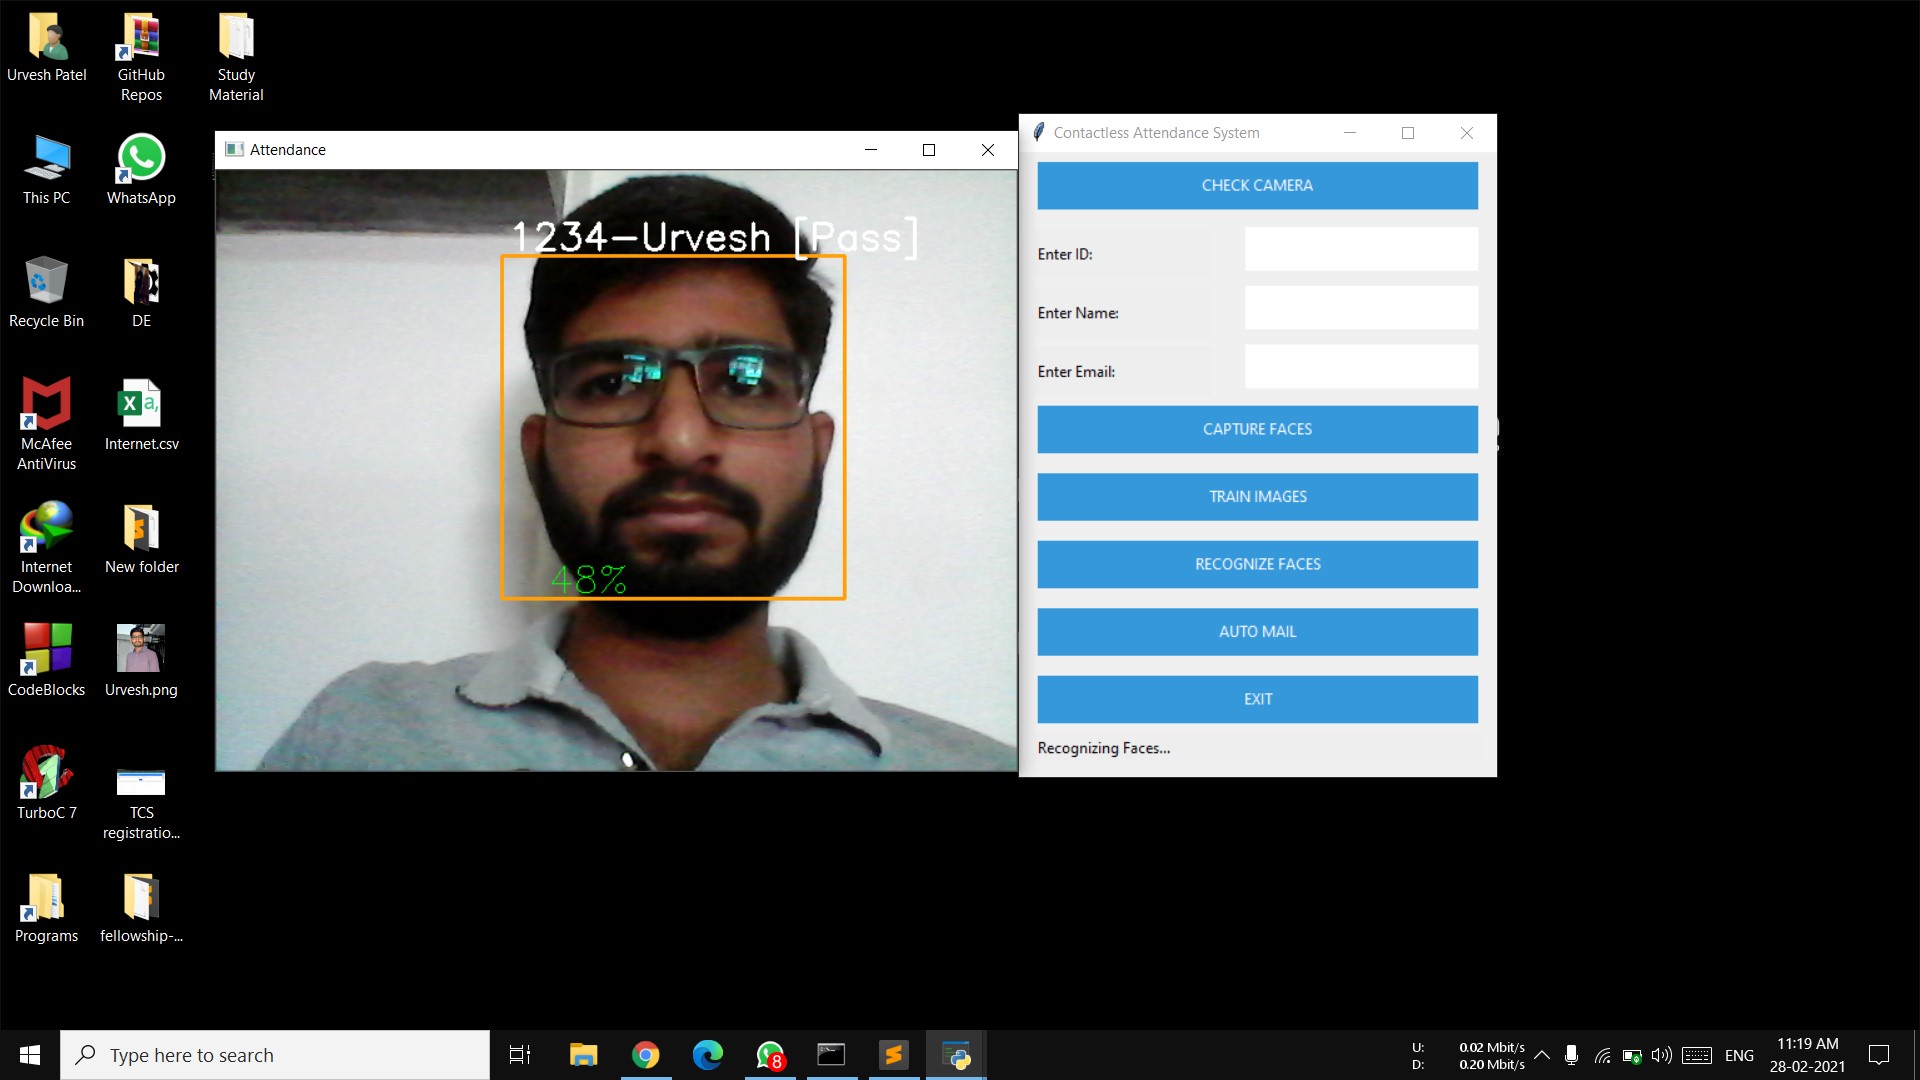 Urvesh Patel
GitHub
Repos
Study
Material
This PC
WhatsApp
Recycle Bin
DE
McAfee
AntiVirus
Internet.csv
Internet
Downloa...
New folder
CodeBlocks
Urvesh.png
TurboC 7
TCS
registratio...
Programs
fellowship-...
Attendance
1234-Urvesh [Pass]
48%
Contactless Attendance System
CHECK CAMERA
Enter ID:
Enter Name:
Enter Email:
CAPTURE FACES
TRAIN IMAGES
RECOGNIZE FACES
AUTO MAIL
EXIT
Recognizing Faces...
Type here to search
8
U: 0.02 Mbit/s
D: 0.20 Mbit/s
ENG
11:19 AM
28-02-2021